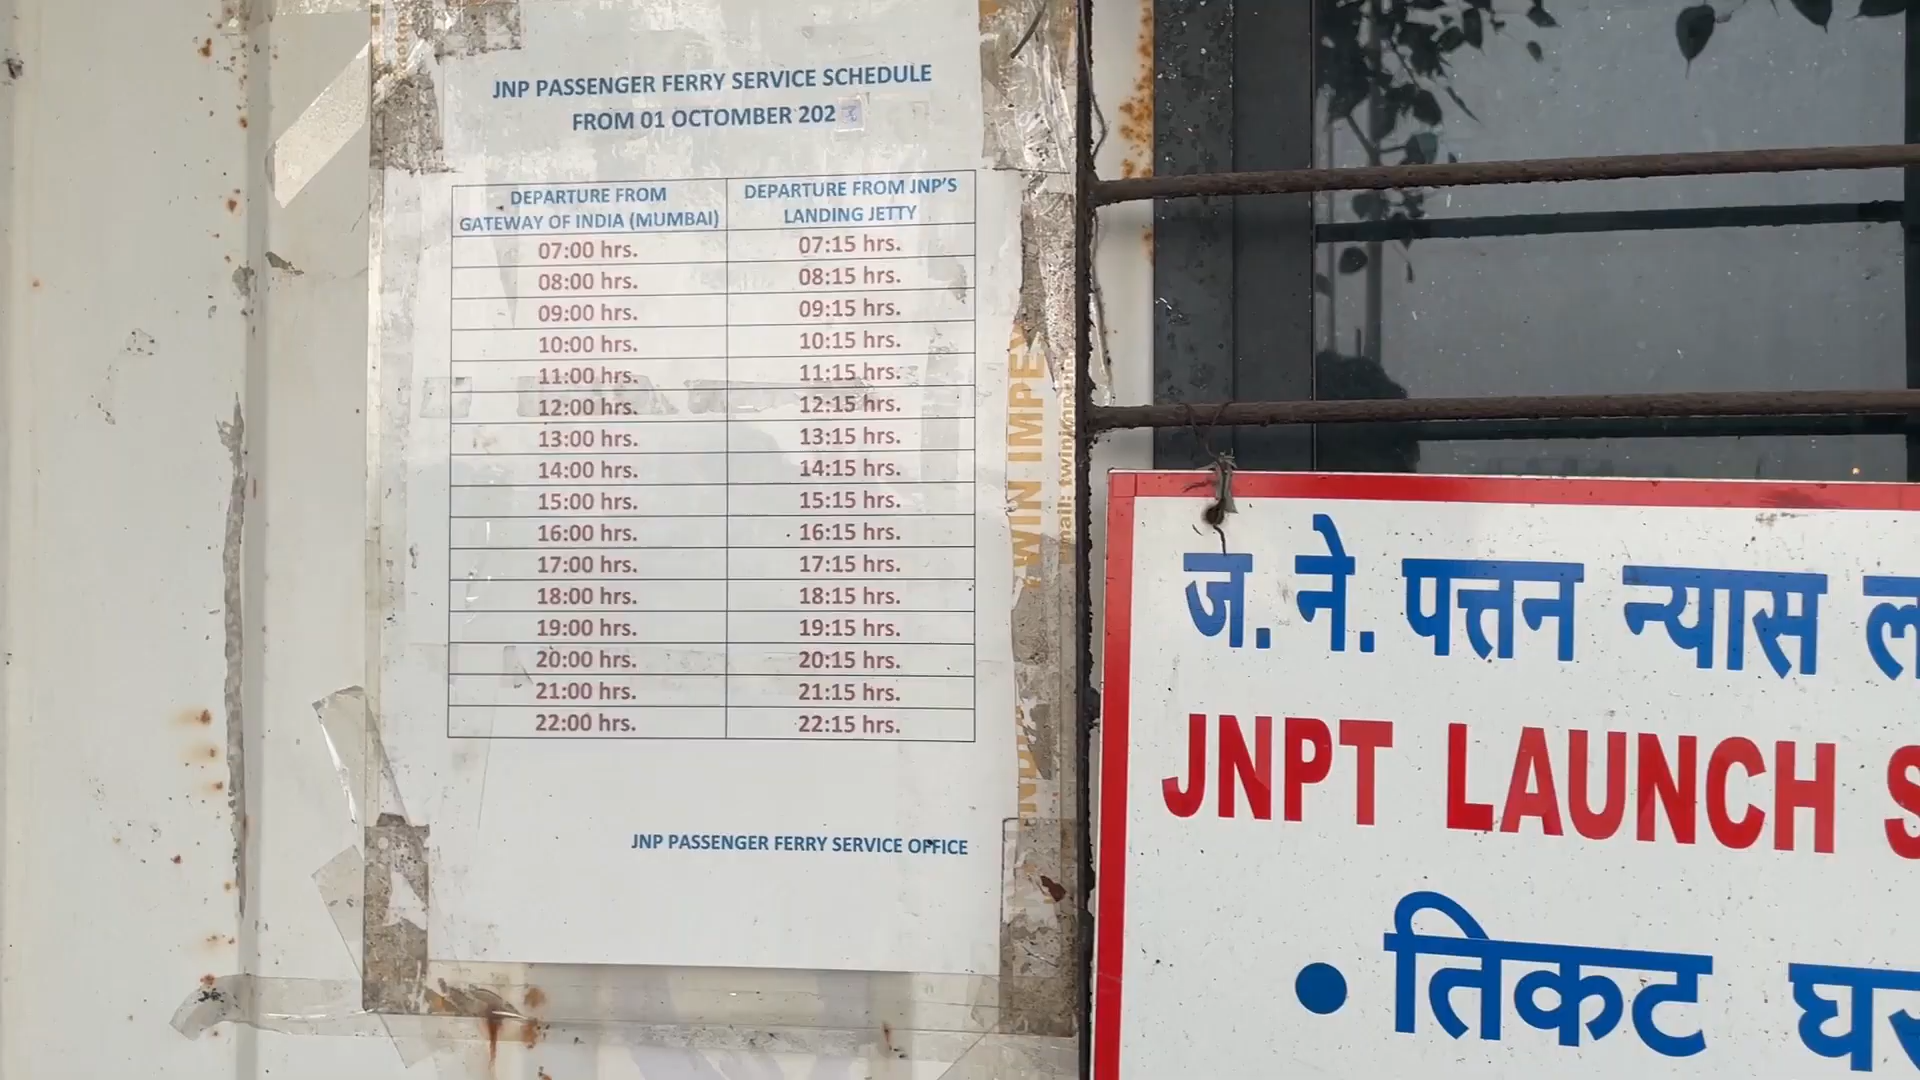 JNP PASSENGER FERRY SERVICE SCHEDULE
FROM 01 OCTOMBER 202
DEPARTURE FROM GATEWAY OF INDIA (MUMBAI) DEPARTURE FROM JNP'S LANDING JETTY
07:00 hrs. 07:15 hrs.
08:00 hrs. 08:15 hrs.
09:00 hrs. 09:15 hrs.
10:00 hrs. 10:15 hrs.
11:00 hrs. 11:15 hrs.
12:00 hrs. 12:15 hrs.
13:00 hrs. 13:15 hrs.
14:00 hrs. 14:15 hrs.
15:00 hrs. 15:15 hrs.
16:00 hrs. 16:15 hrs.
17:00 hrs. 17:15 hrs.
18:00 hrs. 18:15 hrs.
19:00 hrs. 19:15 hrs.
20:00 hrs. 20:15 hrs.
21:00 hrs. 21:15 hrs.
22:00 hrs. 22:15 hrs.
JNP PASSENGER FERRY SERVICE OFFICE
WIN IMPEX
ज. ने. पत्तन न्यास ल
JNPT LAUNCH S
• तिकट घर